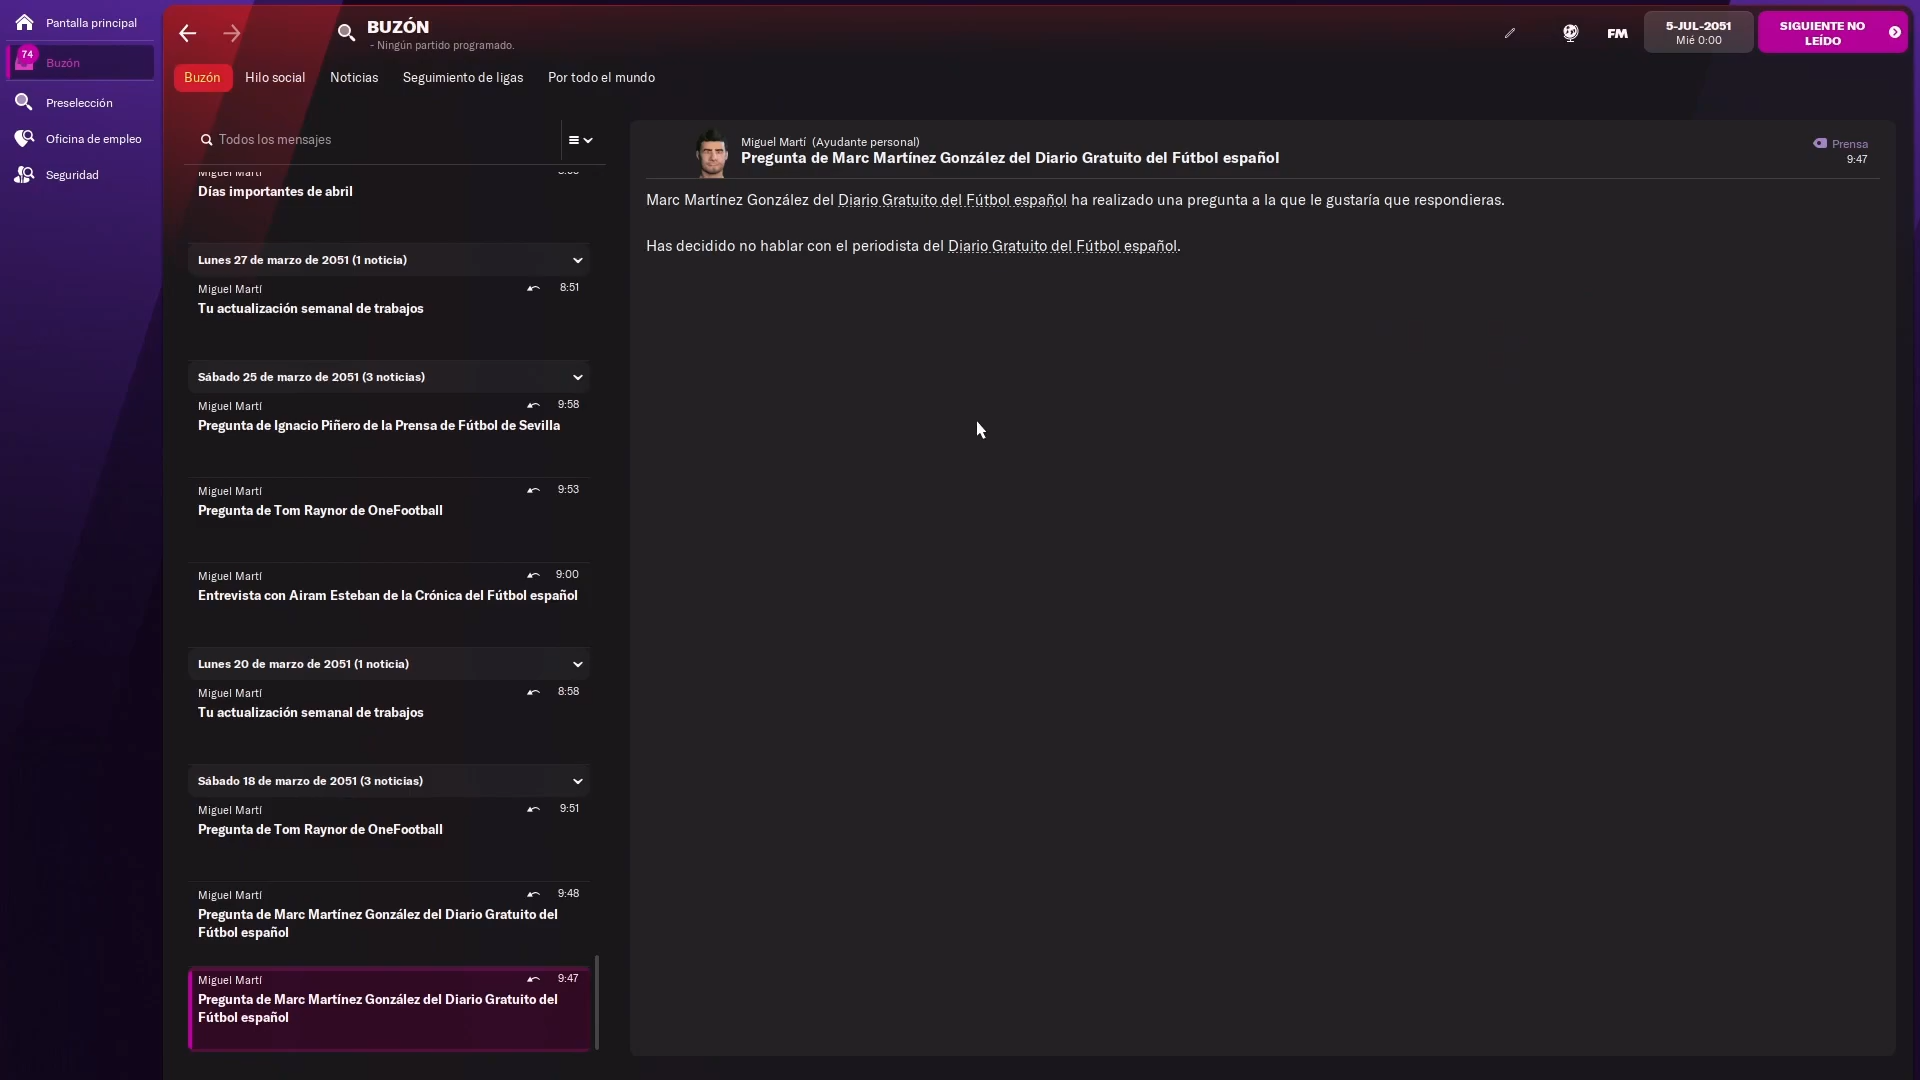 Pantalla principal
74
Buzón
Preselección
Oficina de empleo
Seguridad
BUZÓN
- Ningún partido programado.
FM
5-JUL-2051
Mié 0:00
SIGUIENTE NO
LEÍDO
Buzón
Hilo social
Noticias
Seguimiento de ligas
Por todo el mundo
Todos los mensajes
Miguel Martí
Días importantes de abril
Lunes 27 de marzo de 2051 (1 noticia)
Miguel Martí
8:51
Tu actualización semanal de trabajos
Sábado 25 de marzo de 2051 (3 noticias)
Miguel Martí
9:58
Pregunta de Ignacio Piñero de la Prensa de Fútbol de Sevilla
Miguel Martí
9:53
Pregunta de Tom Raynor de OneFootball
Miguel Martí
9:00
Entrevista con Airam Esteban de la Crónica del Fútbol español
Lunes 20 de marzo de 2051 (1 noticia)
Miguel Martí
8:58
Tu actualización semanal de trabajos
Sábado 18 de marzo de 2051 (3 noticias)
Miguel Martí
9:51
Pregunta de Tom Raynor de OneFootball
Miguel Martí
9:48
Pregunta de Marc Martínez González del Diario Gratuito del
Fútbol español
Miguel Martí
9:47
Pregunta de Marc Martínez González del Diario Gratuito del
Fútbol español
Miguel Martí (Ayudante personal)
Pregunta de Marc Martínez González del Diario Gratuito del Fútbol español
Prensa
9:47
Marc Martínez González del Diario Gratuito del Fútbol español ha realizado una pregunta a la que le gustaría que respondieras.
Has decidido no hablar con el periodista del Diario Gratuito del Fútbol español.